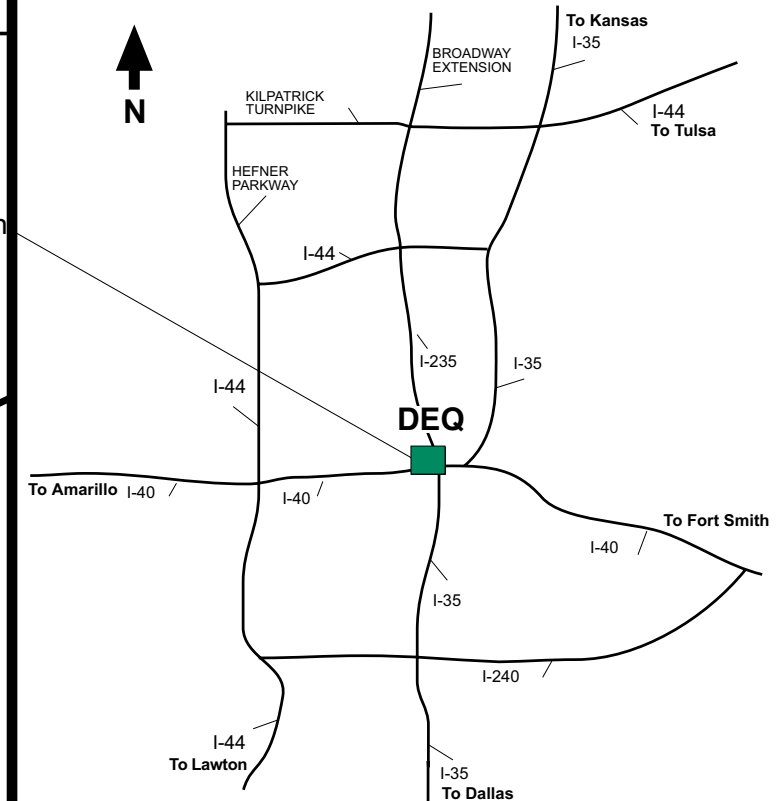 To Kansas
I-35
BROADWAY
EXTENSION
KILPATRICK
TURNPIKE
I-44
To Tulsa
N
HEFNER
PARKWAY
n
I-44
I-235
I-35
I-44
DEQ
To Amarillo I-40
I-40
To Fort Smith
I-40
I-35
I-240
I-44
To Lawton
I-35
To Dallas